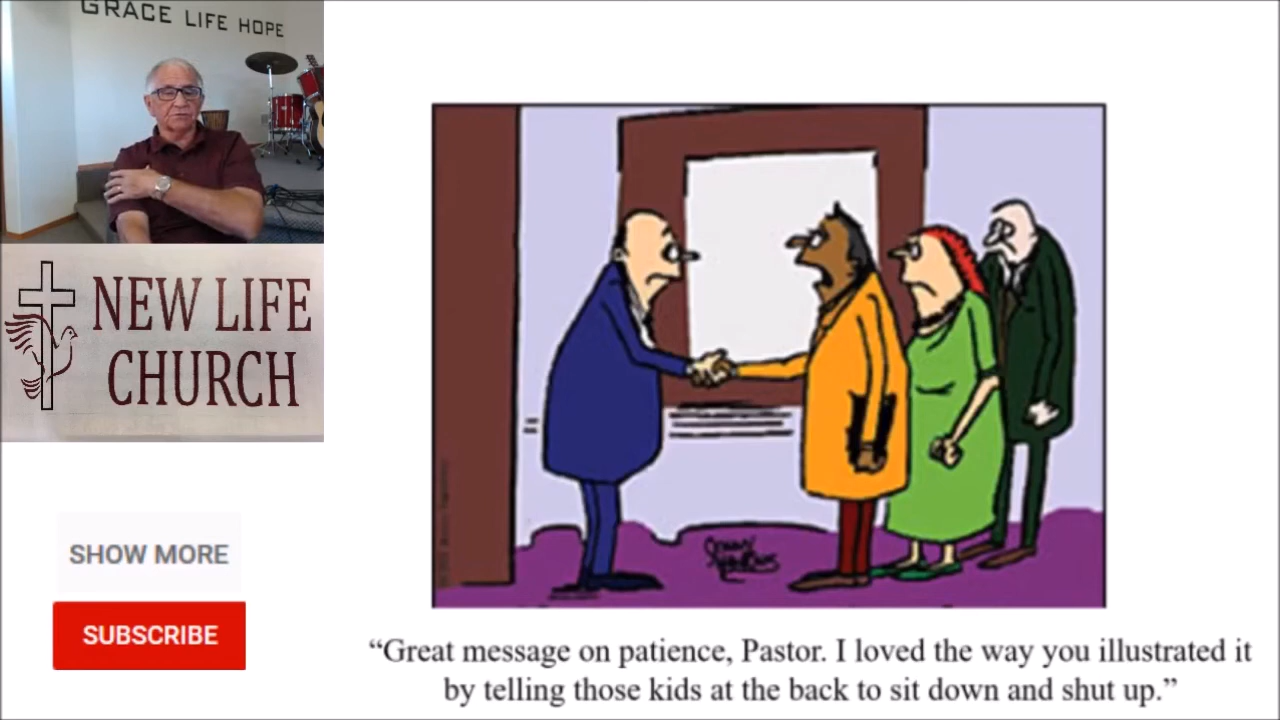 GRACE LIFE HOPE
NEW LIFE
CHURCH
SHOW MORE
SUBSCRIBE
“Great message on patience, Pastor. I loved the way you illustrated it
by telling those kids at the back to sit down and shut up.”